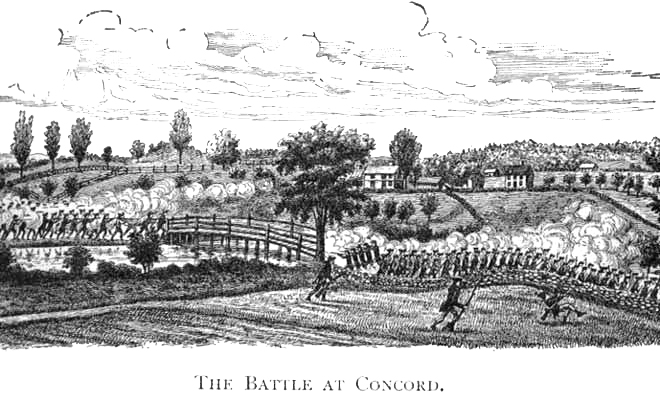 The Battle at Concord.